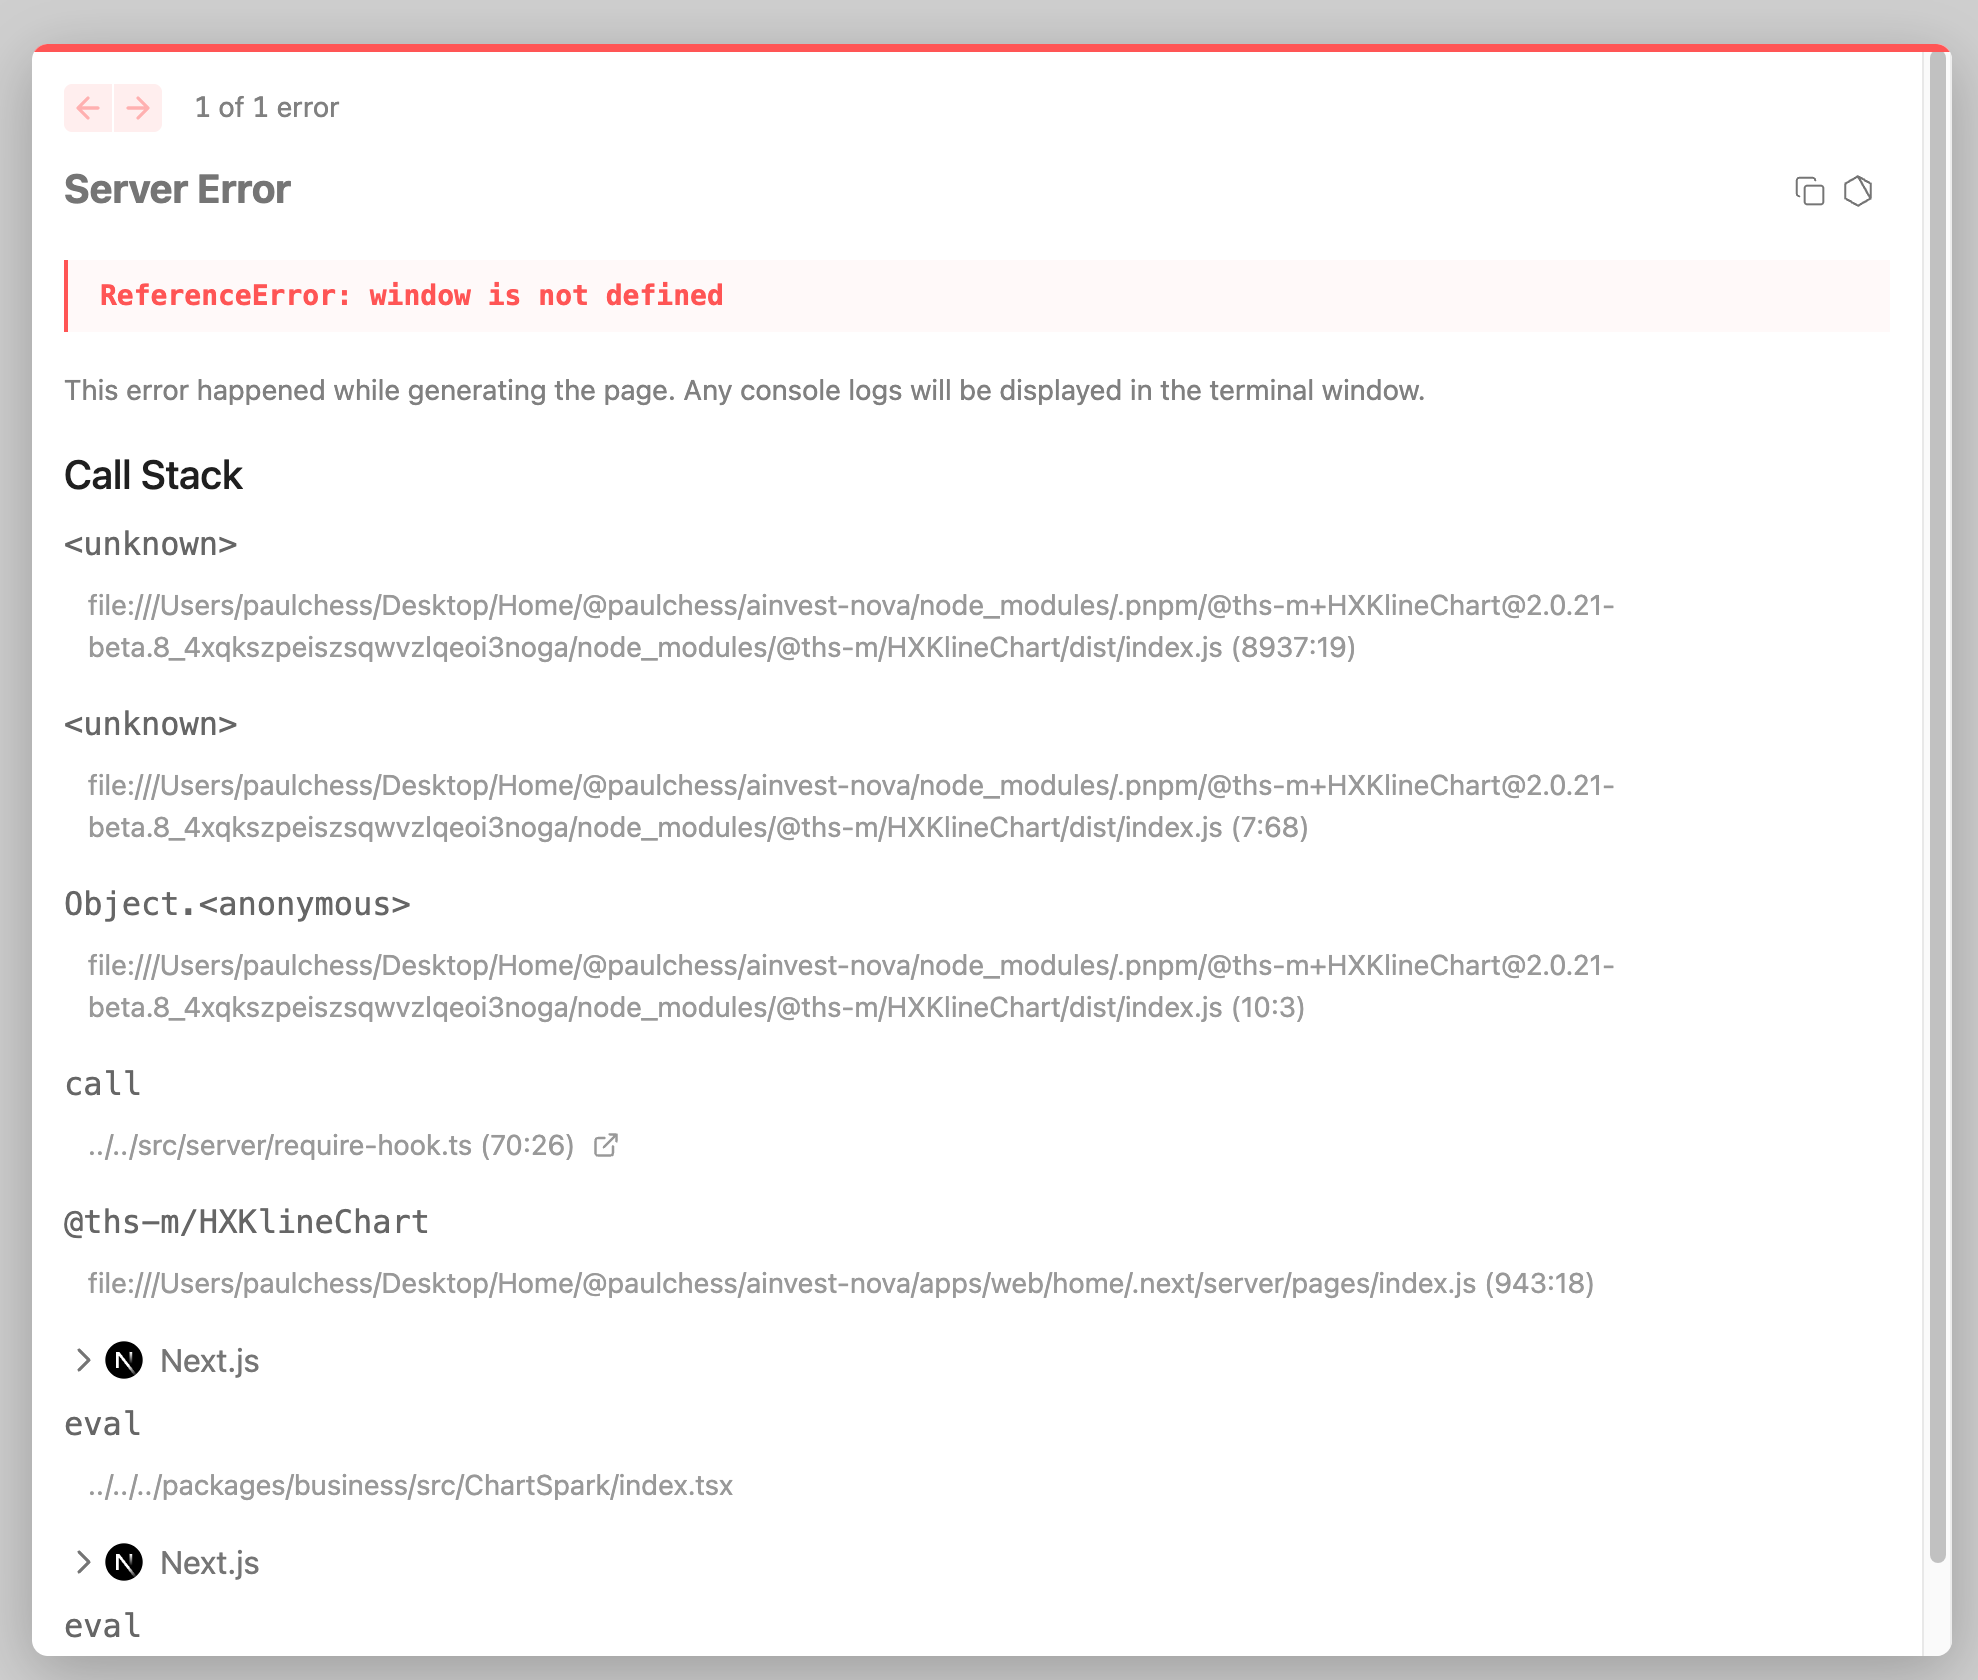 1 of 1 error
Server Error
ReferenceError: window is not defined
This error happened while generating the page. Any console logs will be displayed in the terminal window.
Call Stack
<unknown>
file:///Users/paulchess/Desktop/Home/@paulchess/ainvest-nova/node_modules/.pnpm/@ths-m+HXKlineChart@2.0.21-
beta.8_4xqkszpeiszsqwvzlqeoi3noga/node_modules/@ths-m/HXKlineChart/dist/index.js (8937:19)
<unknown>
file:///Users/paulchess/Desktop/Home/@paulchess/ainvest-nova/node_modules/.pnpm/@ths-m+HXKlineChart@2.0.21-
beta.8_4xqkszpeiszsqwvzlqeoi3noga/node_modules/@ths-m/HXKlineChart/dist/index.js (7:68)
Object.<anonymous>
file:///Users/paulchess/Desktop/Home/@paulchess/ainvest-nova/node_modules/.pnpm/@ths-m+HXKlineChart@2.0.21-
beta.8_4xqkszpeiszsqwvzlqeoi3noga/node_modules/@ths-m/HXKlineChart/dist/index.js (10:3)
call
../../src/server/require-hook.ts (70:26)
@ths-m/HXKlineChart
file:///Users/paulchess/Desktop/Home/@paulchess/ainvest-nova/apps/web/home/.next/server/pages/index.js (943:18)
N Next.js
eval
../../../packages/business/src/ChartSpark/index.tsx
N Next.js
eval